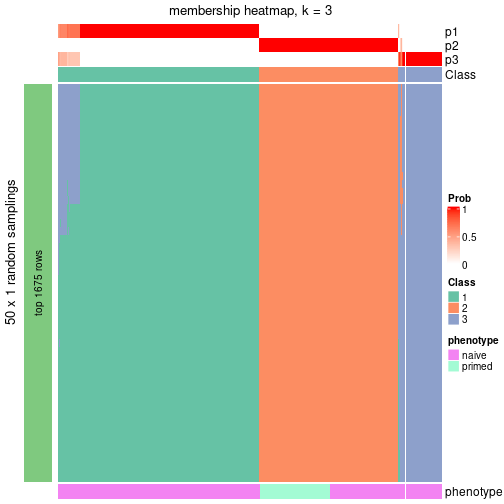 membership heatmap, k = 3
p1
p2
p3
Class
50 x 1 random samplings
top 1675 rows
Prob
1
0.5
0
Class
1
2
3
phenotype
naive
primed
phenotype